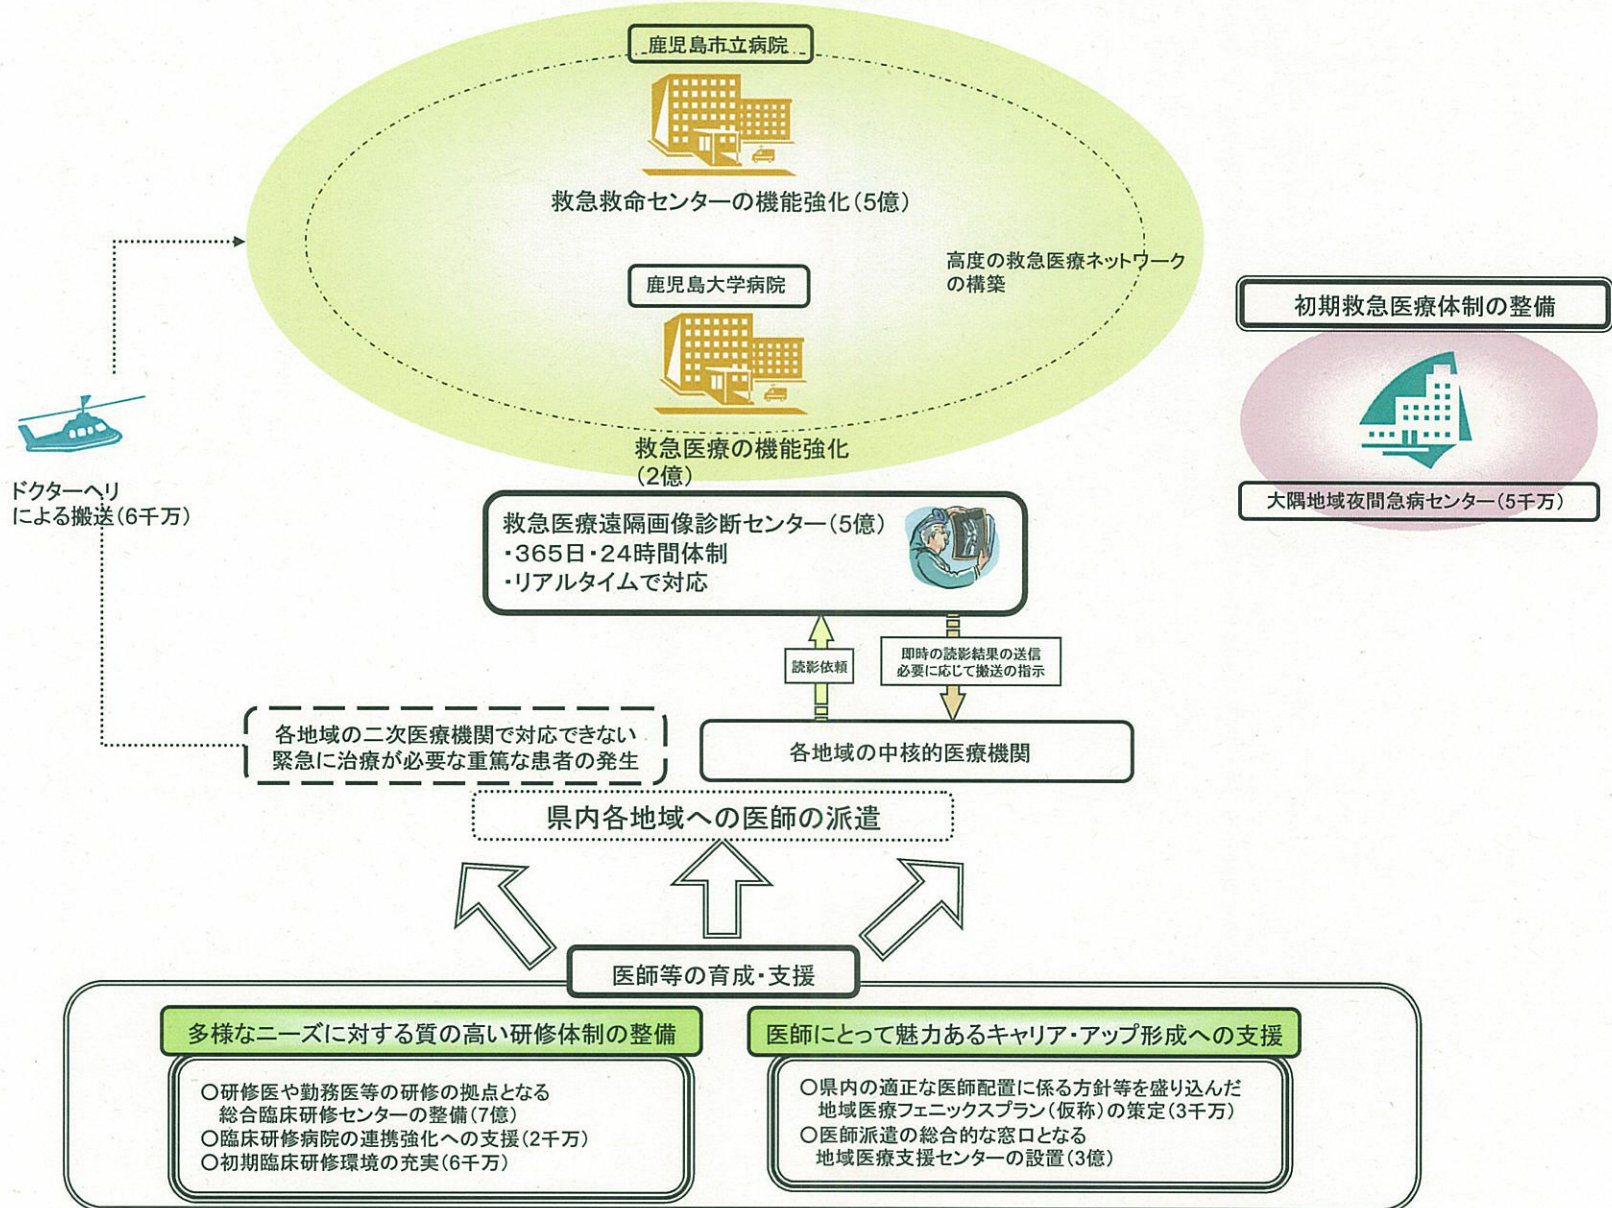 鹿児島市立病院
救急救命センターの機能強化(5億)
高度の救急医療ネットワーク
の構築
鹿児島大学病院
救急医療の機能強化
(2億)
初期救急医療体制の整備
大隅地域夜間急病センター(5千万)
ドクターヘリ
による搬送(6千万)
救急医療遠隔画像診断センター(5億)
・365日・24時間体制
・リアルタイムで対応
読影依頼
即時の読影結果の送信
必要に応じて搬送の指示
各地域の二次医療機関で対応できない
緊急に治療が必要な重篤な患者の発生
各地域の中核的医療機関
県内各地域への医師の派遣
医師等の育成・支援
多様なニーズに対する質の高い研修体制の整備
〇研修医や勤務医等の研修の拠点となる
総合臨床研修センターの整備(7億)
〇臨床研修病院の連携強化への支援(2千万)
〇初期臨床研修環境の充実(6千万)
医師にとって魅力あるキャリア・アップ形成への支援
〇県内の適正な医師配置に係る方針等を盛り込んだ
地域医療フェニックスプラン(仮称)の策定(3千万)
〇医師派遣の総合的な窓口となる
地域医療支援センターの設置(3億)